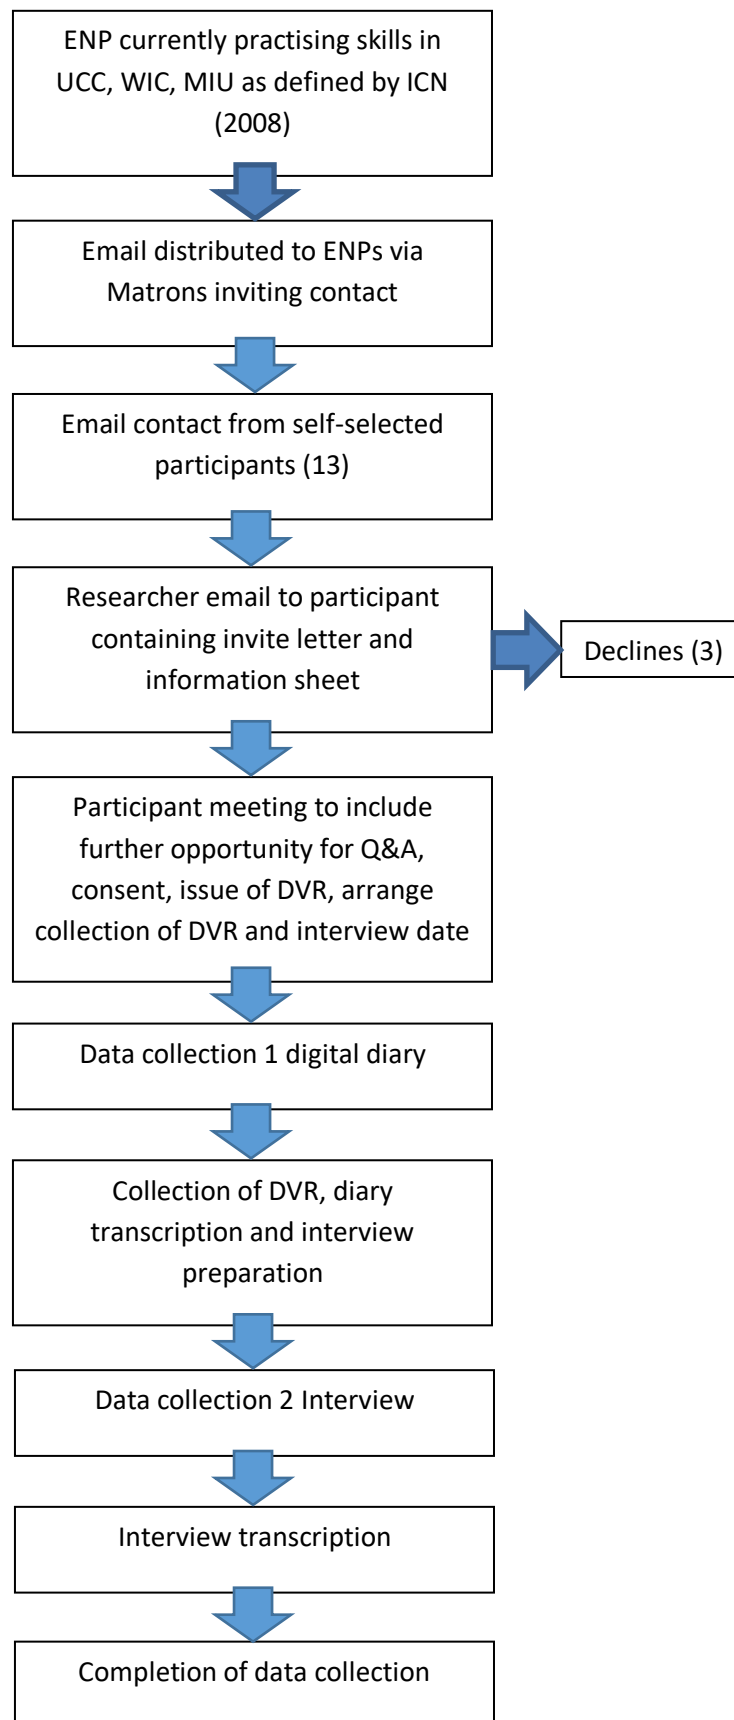 ENP currently practising skills in
UCC, WIC, MIU as defined by ICN
(2008)
Email distributed to ENPs via
Matrons inviting contact
Email contact from self-selected
participants (13)
Researcher email to participant
containing invite letter and
information sheet
Declines (3)
Participant meeting to include
further opportunity for Q&A,
consent, issue of DVR, arrange
collection of DVR and interview date
Data collection 1 digital diary
Collection of DVR, diary
transcription and interview
preparation
Data collection 2 Interview
Interview transcription
Completion of data collection